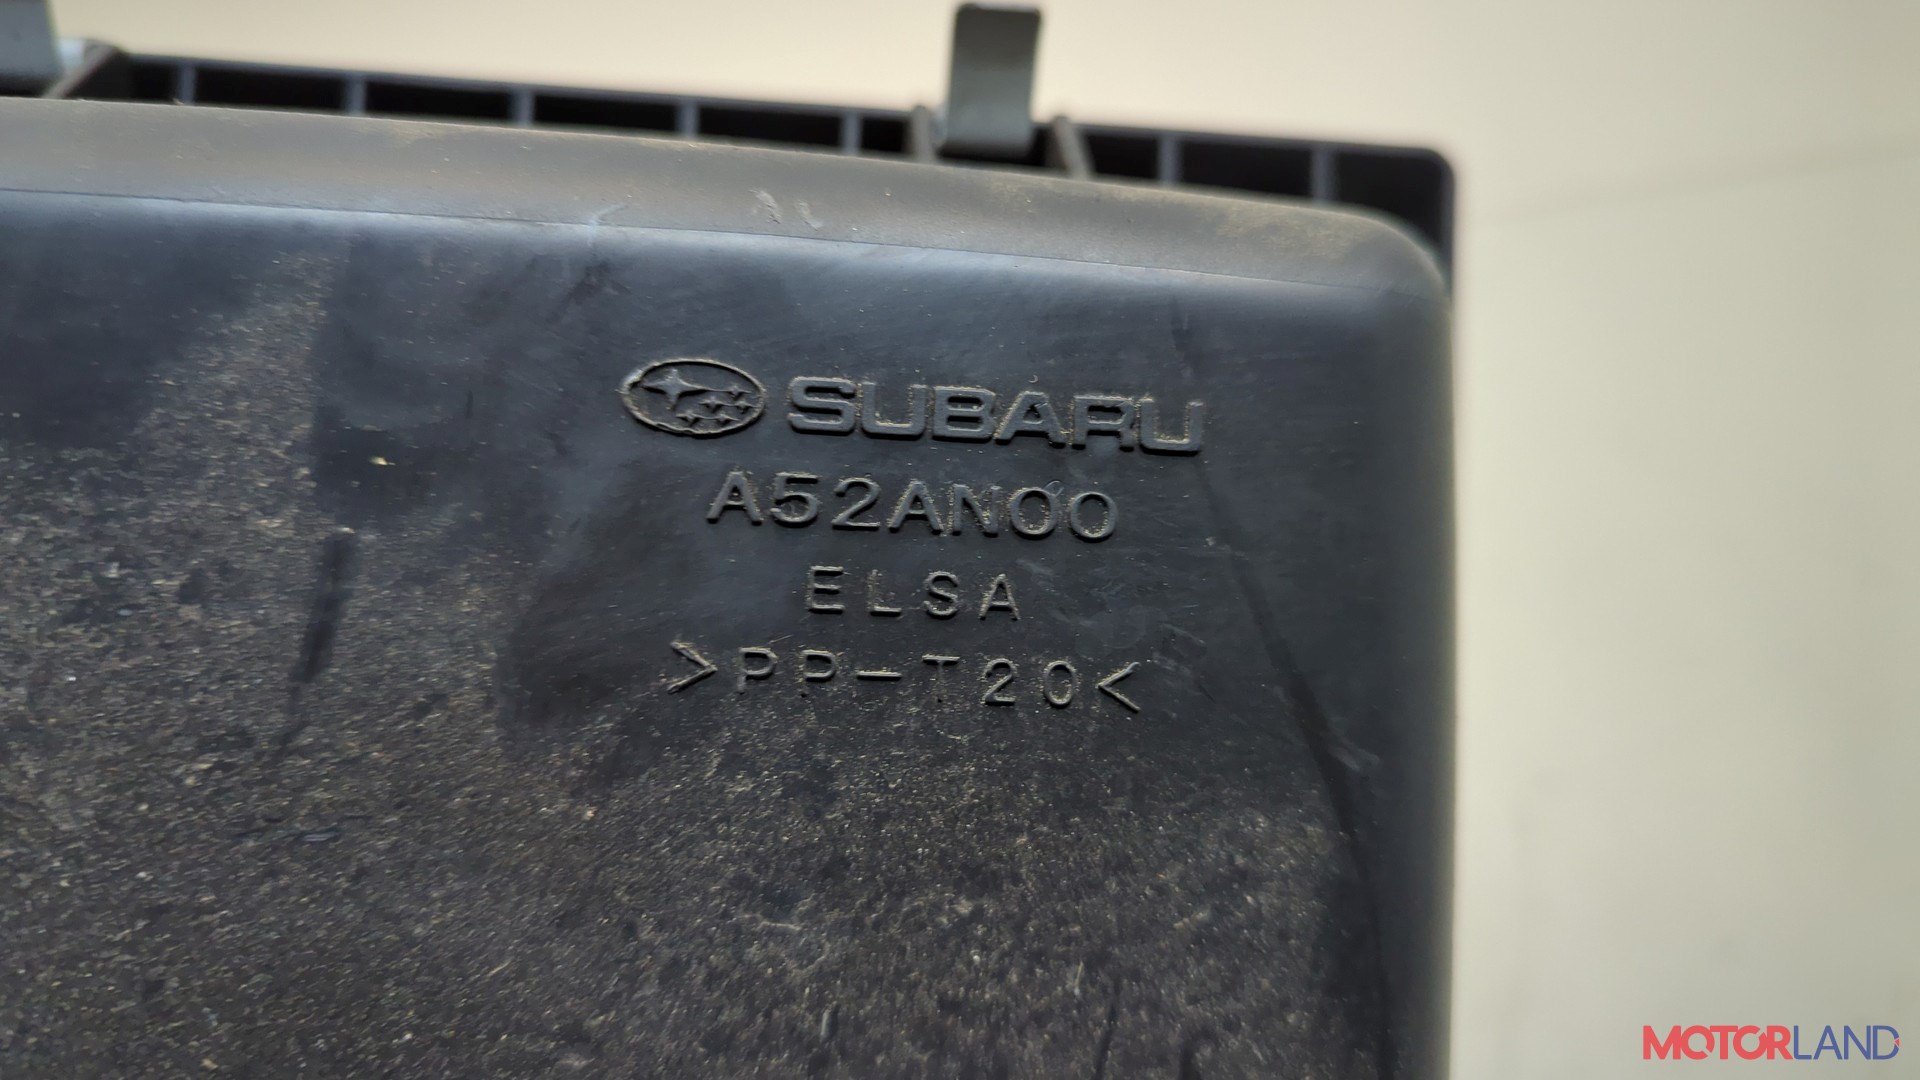 SUBARU
A52AN00
ELSA
>PP-T20<
MOTORLAND